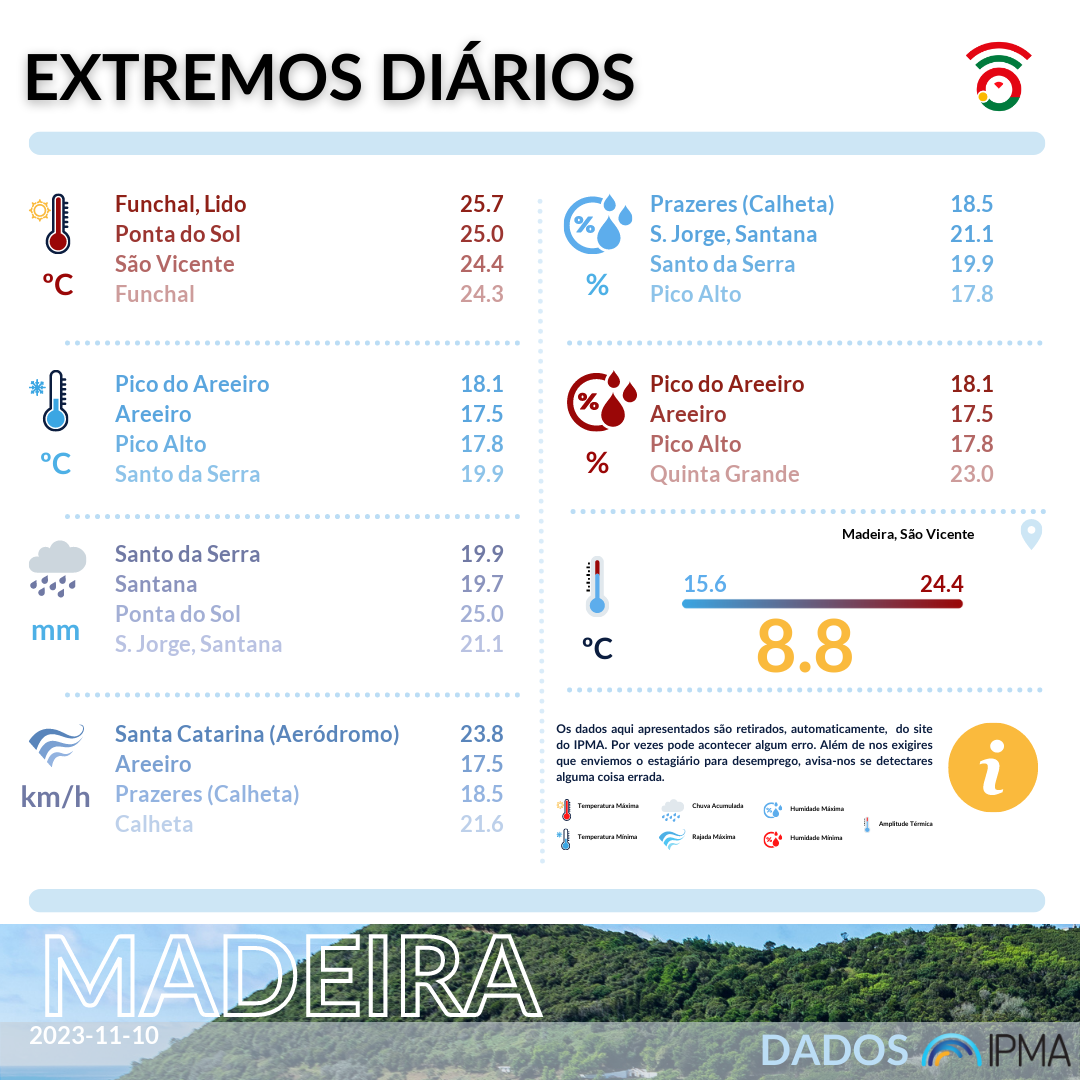 EXTREMOS DIÁRIOS
Funchal, Lido 25.7
Ponta do Sol 25.0
São Vicente 24.4
Funchal 24.3
ºC
Pico do Areeiro 18.1
Areeiro 17.5
Pico Alto 17.8
Santo da Serra 19.9
ºC
Santo da Serra 19.9
Santana 19.7
Ponta do Sol 25.0
S. Jorge, Santana 21.1
mm
Santa Catarina (Aeródromo) 23.8
Areeiro 17.5
Prazeres (Calheta) 18.5
Calheta 21.6
km/h
Prazeres (Calheta) 18.5
S. Jorge, Santana 21.1
Santo da Serra 19.9
Pico Alto 17.8
%
%
Pico do Areeiro 18.1
Areeiro 17.5
Pico Alto 17.8
Quinta Grande 23.0
%
%
Madeira, São Vicente
15.6 24.4
8.8
ºC
Os dados aqui apresentados são retirados, automaticamente, do site
do IPMA. Por vezes pode acontecer algum erro. Além de nos exigires
que enviemos o estagiário para desemprego, avisa-nos se detectares
alguma coisa errada.
i
Temperatura Máxima Chuva Acumulada Humidade Máxima
Amplitude Térmica
Temperatura Mínima Rajada Máxima Humidade Mínima
MADEIRA
2023-11-10
DADOS IPMA